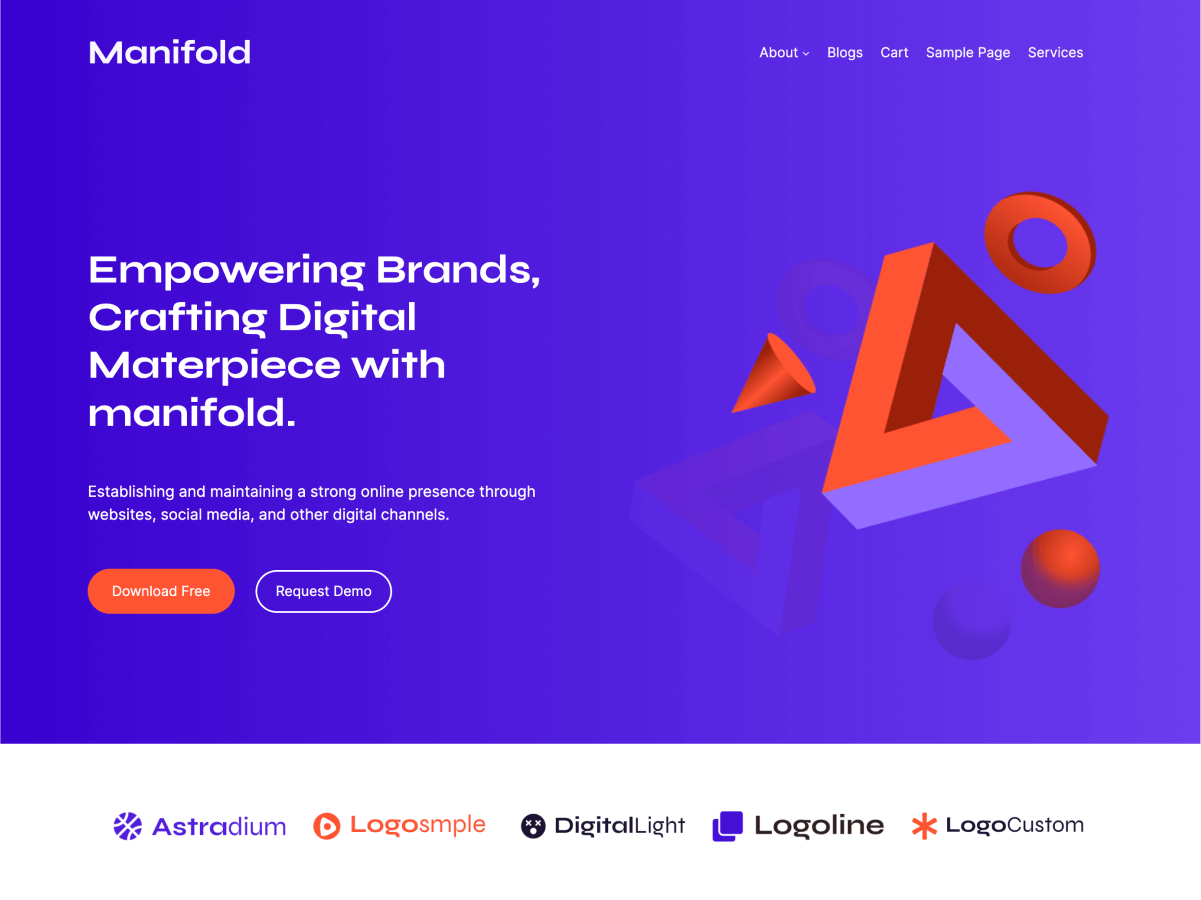 Manifold
About
Blogs
Cart
Sample Page
Services
Empowering Brands,
Crafting Digital
Materpiece with
manifold.
Establishing and maintaining a strong online presence through
websites, social media, and other digital channels.
Download Free
Request Demo
Astradium
Logosmple
DigitalLight
Logoline
LogoCustom